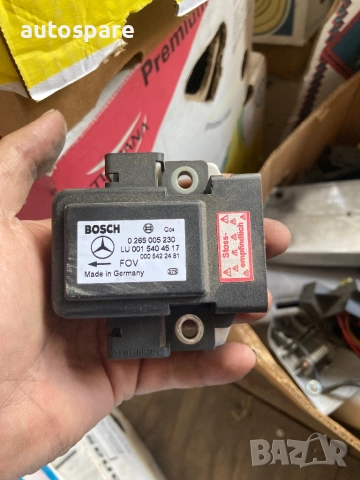 autospare
Premium
BOSCH
Q04
0 265 005 230
LU 001 540 45 17
000 542 24 81
FOV
Made in Germany
Stoss-
empfindlich
BAZAR